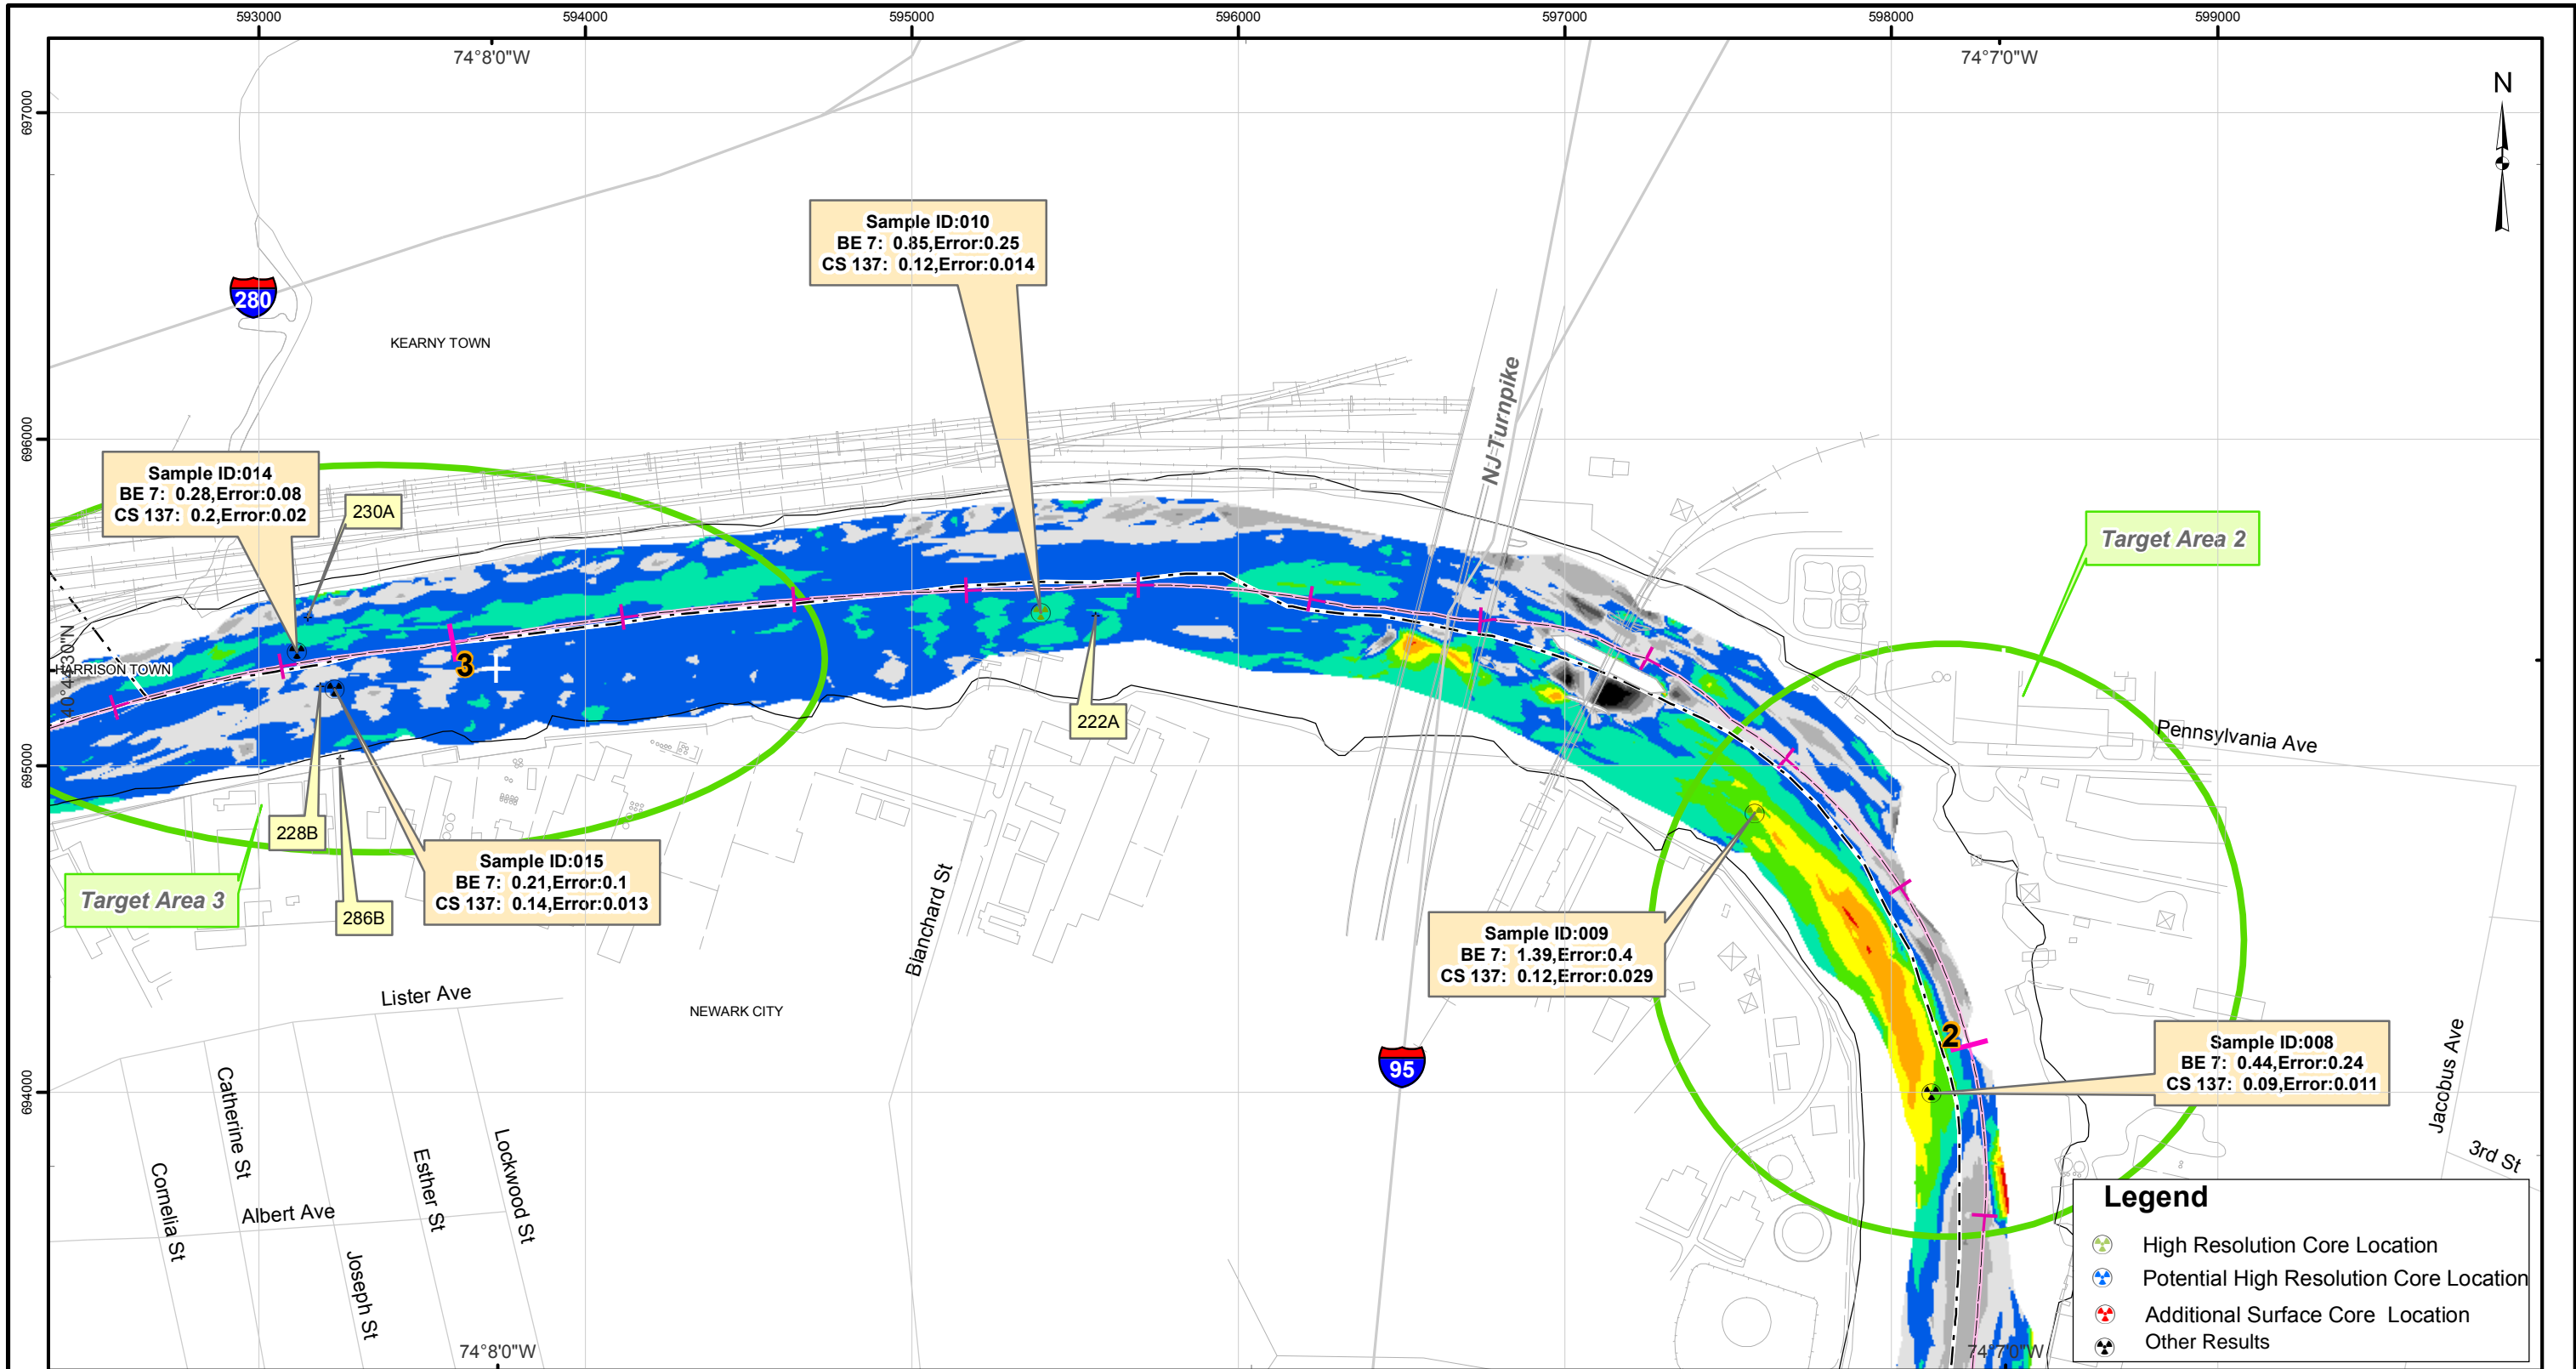 593000
594000
595000
596000
597000
598000
599000
74°8'0"W
74°7'0"W
N
697000
696000
695000
694000
280
KEARNY TOWN
Sample ID:010
BE 7: 0.85,Error:0.25
CS 137: 0.12,Error:0.014
NJ-Turnpike
Sample ID:014
BE 7: 0.28,Error:0.08
CS 137: 0.2,Error:0.02
230A
Target Area 2
HARRISON TOWN
3
222A
Pennsylvania Ave
228B
Sample ID:015
BE 7: 0.21,Error:0.1
CS 137: 0.14,Error:0.013
286B
Target Area 3
Blanchard St
Sample ID:009
BE 7: 1.39,Error:0.4
CS 137: 0.12,Error:0.029
Lister Ave
NEWARK CITY
95
2
Sample ID:008
BE 7: 0.44,Error:0.24
CS 137: 0.09,Error:0.011
Jacobus Ave
3rd St
Catherine St
Cornelia St
Esther St
Lockwood St
Albert Ave
Joseph St
Legend
High Resolution Core Location
Potential High Resolution Core Location
Additional Surface Core Location
Other Results
74°8'0"W
74°7'0"W